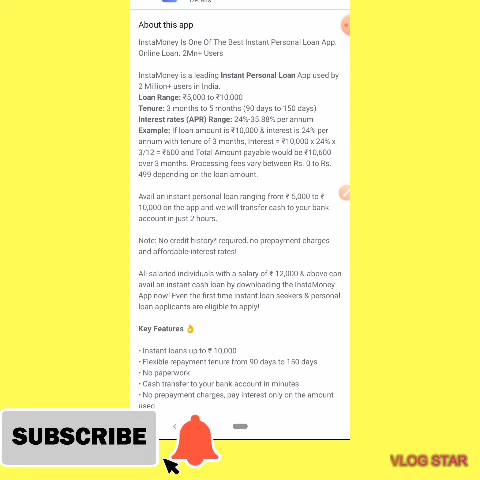 About this app
InstaMoney Is One Of The Best Instant Personal Loan App.
Online Loan. 2Mn+ Users
InstaMoney is a leading Instant Personal Loan App used by
2 Million+ users in India.
Loan Range: ₹5,000 to ₹10,000
Tenure: 3 months to 5 months (90 days to 150 days)
Interest rates (APR) Range: 24%-35.88% per annum
Example: If loan amount is ₹10,000 & interest is 24% per
annum with tenure of 3 months, Interest = ₹10,000 x 24% x
3/12 = ₹600 and Total Amount payable would be ₹10,600
over 3 months. Processing fees vary between Rs. 0 to Rs.
499 depending on the loan amount.
Avail an instant personal loan ranging from ₹ 5,000 to ₹
10,000 on the app and we will transfer cash to your bank
account in just 2 hours.
Note: No credit history* required, no prepayment charges
and affordable interest rates!
All salaried individuals with a salary of ₹ 12,000 & above can
avail an instant cash loan by downloading the InstaMoney
App now! Even the first time instant loan seekers & personal
loan applicants are eligible to apply!
Key Features 👌
• Instant loans up to ₹ 10,000
• Flexible repayment tenure from 90 days to 150 days
• No paperwork
• Cash transfer to your bank account in minutes
• No prepayment charges, pay interest only on the amount
used
SUBSCRIBE
VLOG STAR